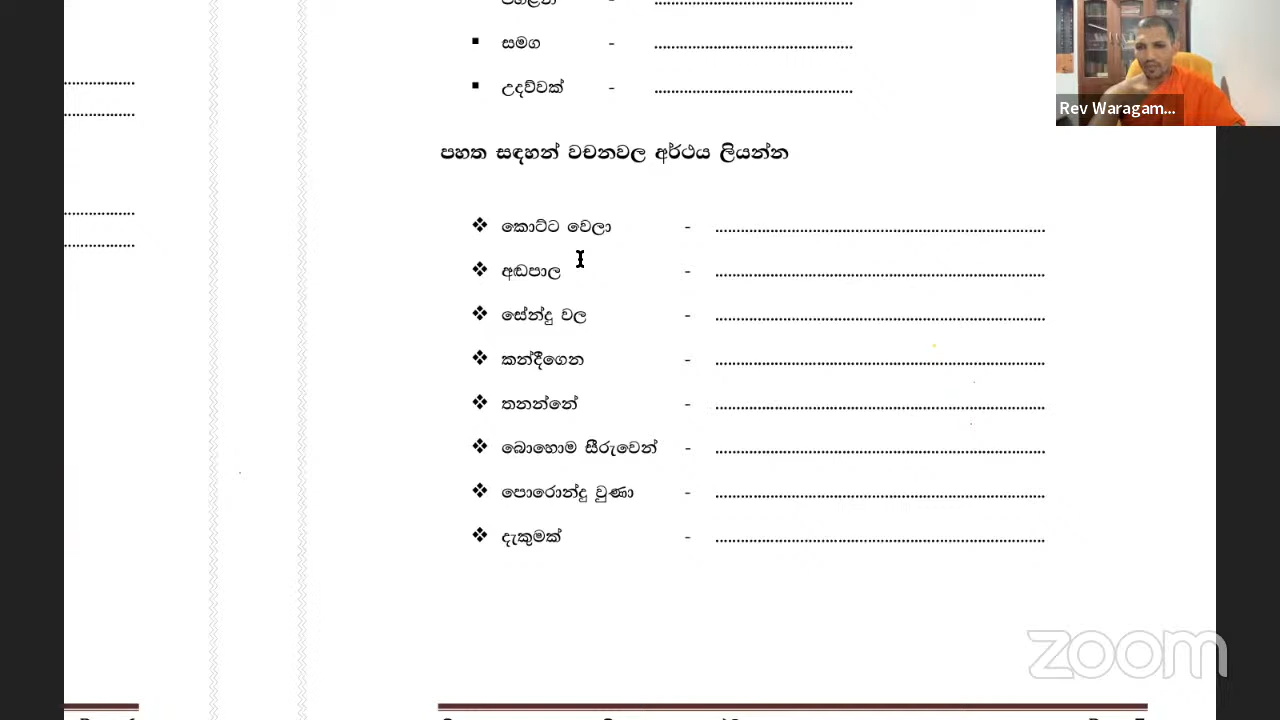 සමග - ................................................
උදව්වක් - ................................................
Rev Waragam...
පහත සඳහන් වචනවල අර්ථය ලියන්න
කොට්ට වෙලා - ................................................................................
අඬපාල - ................................................................................
සේන්දු වල - ................................................................................
කන්දීගෙන - ................................................................................
තනන්නේ - ................................................................................
බොහොම සීරුවෙන් - ................................................................................
පොරොන්දු වුණා - ................................................................................
දැකුමක් - ................................................................................
zoom